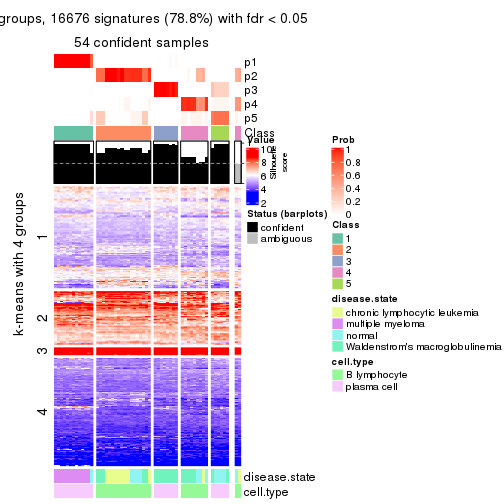 groups, 16676 signatures (78.8%) with fdr < 0.05
54 confident samples
p1
p2
p3
p4
p5
Class
k-means with 4 groups
1
2
3
4
Silhouette
score
Value
10
8
6
4
2
Status (barplots)
confident
ambiguous
Prob
1
0.8
0.6
0.4
0.2
0
Class
1
2
3
4
5
disease.state
chronic lymphocytic leukemia
multiple myeloma
normal
Waldenstrom's macroglobulinemia
cell.type
B lymphocyte
plasma cell
disease.state
cell.type